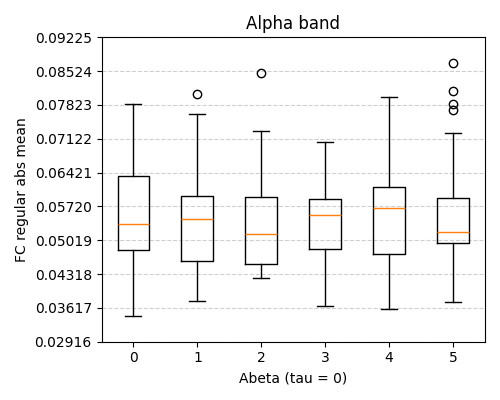 Alpha band
FC regular abs mean
0.09225
0.08524
0.07823
0.07122
0.06421
0.05720
0.05019
0.04318
0.03617
0.02916
0 1 2 3 4 5
Abeta (tau = 0)